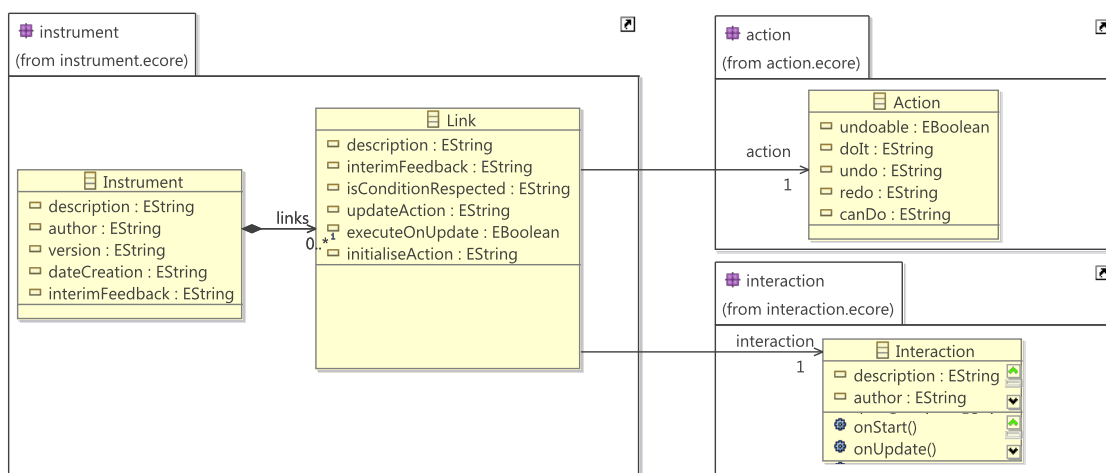 instrument
(from instrument.ecore)
Instrument
description : EString
author : EString
version : EString
dateCreation : EString
interimFeedback : EString
links
0..*
1
Link
description : EString
interimFeedback : EString
isConditionRespected : EString
updateAction : EString
executeOnUpdate : EBoolean
initialiseAction : EString
action
(from action.ecore)
action
1
Action
undoable : EBoolean
doIt : EString
undo : EString
redo : EString
canDo : EString
interaction
(from interaction.ecore)
interaction
1
Interaction
description : EString
author : EString
onStart()
onUpdate()